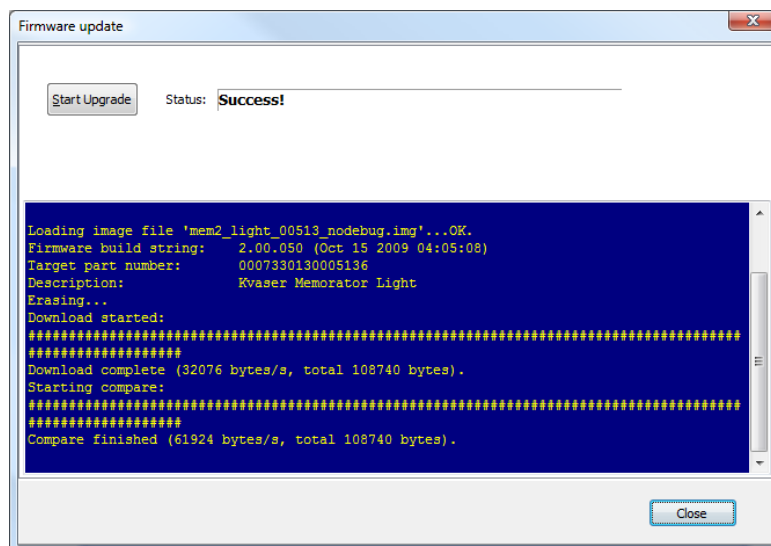 Firmware update
Start Upgrade Status: Success!
Loading image file 'mem2_light_00513_nodebug.img'...OK.
Firmware build string: 2.00.050 (Oct 15 2009 04:05:08)
Target part number: 0007330130005136
Description: Kvaser Memorator Light
Erasing...
Download started:
########################################################################################
###################
Download complete (32076 bytes/s, total 108740 bytes).
Starting compare:
########################################################################################
###################
Compare finished (61924 bytes/s, total 108740 bytes).
Close